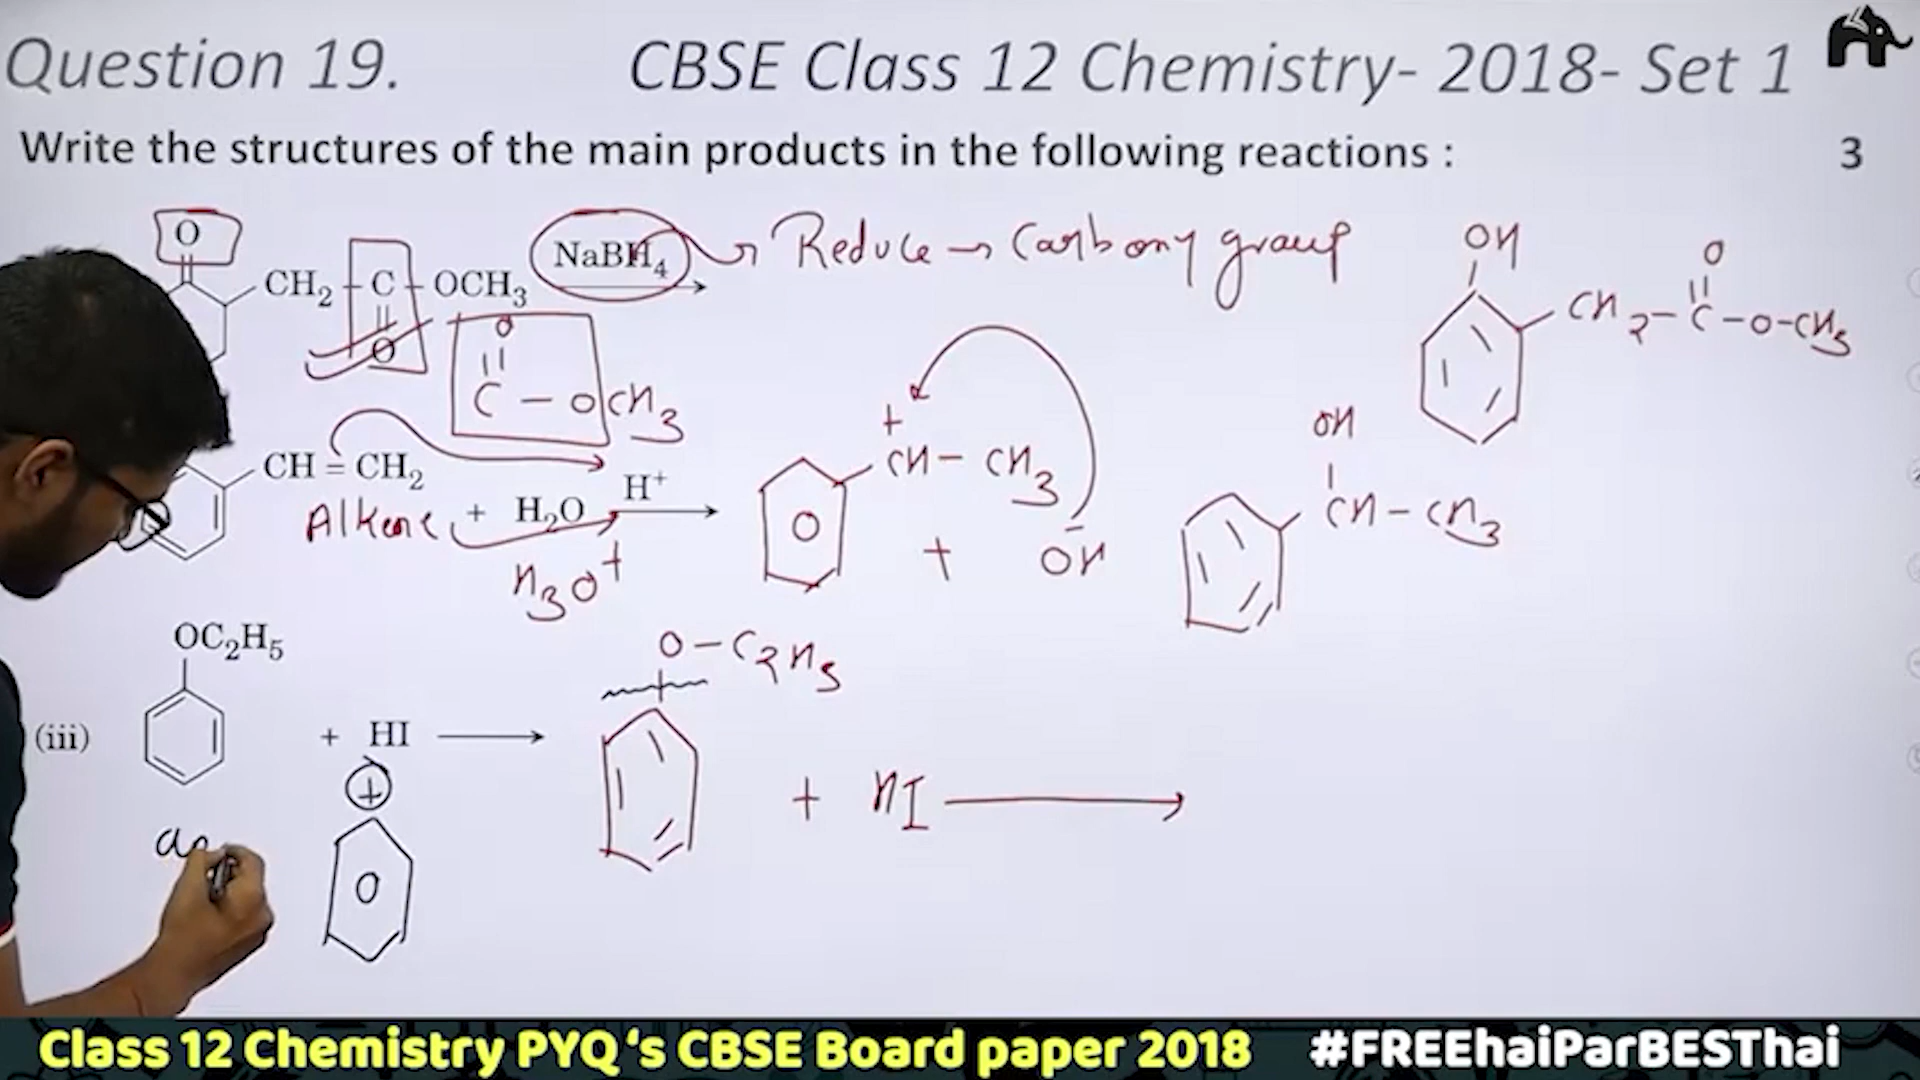 Question 19. CBSE Class 12 Chemistry- 2018- Set 1
Write the structures of the main products in the following reactions : 3
O
CH₂ - C - OCH₃ NaBH₄ → Reduce → Carbony group
O
OH
CH₂ - C - O - CH₃
O
O
C - OCH₃
CH = CH₂
Alkene + H₂O H⁺
H₃O⁺
+
CH - CH₃
+ OH⁻
OH
CH - CH₃
OC₂H₅
(iii) + HI
+
O - C₂H₅
+ HI
Class 12 Chemistry PYQ‘s CBSE Board paper 2018 #FREEhaiParBESThai